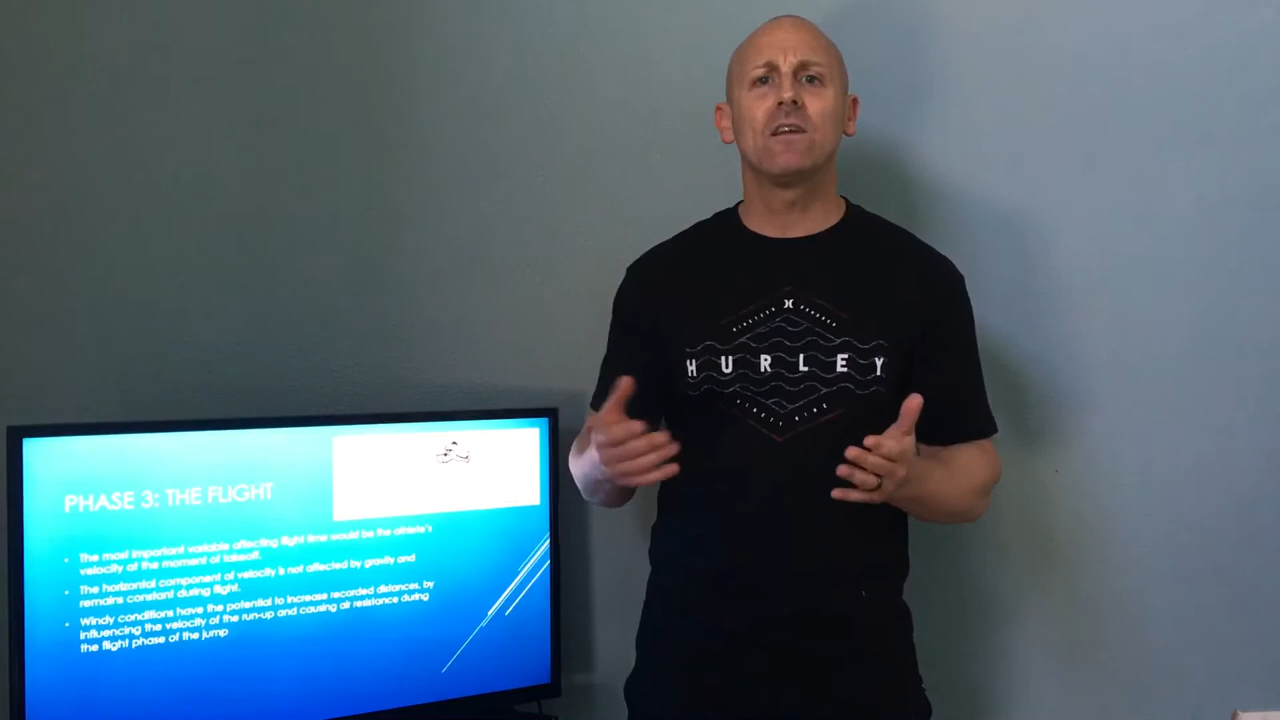 PHASE 3: THE FLIGHT
• The most important variable affecting flight time would be the athlete's
velocity at the moment of takeoff.
• The horizontal component of velocity is not affected by gravity and
remains constant during flight.
• Windy conditions have the potential to increase recorded distances, by
influencing the velocity of the run-up and causing air resistance during
the flight phase of the jump
HURLEY